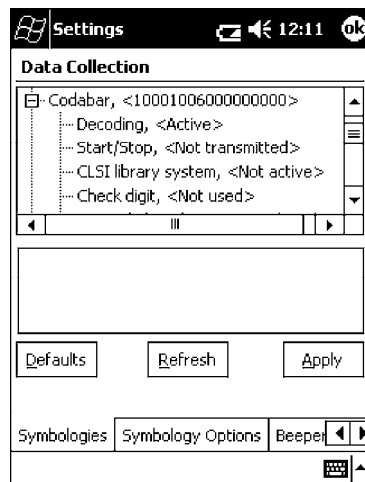 Settings 12:11 ok
Data Collection
Codabar, <10001006000000000>
Decoding, <Active>
Start/Stop, <Not transmitted>
CLSI library system, <Not active>
Check digit, <Not used>
Defaults Refresh Apply
Symbologies Symbology Options Beeper